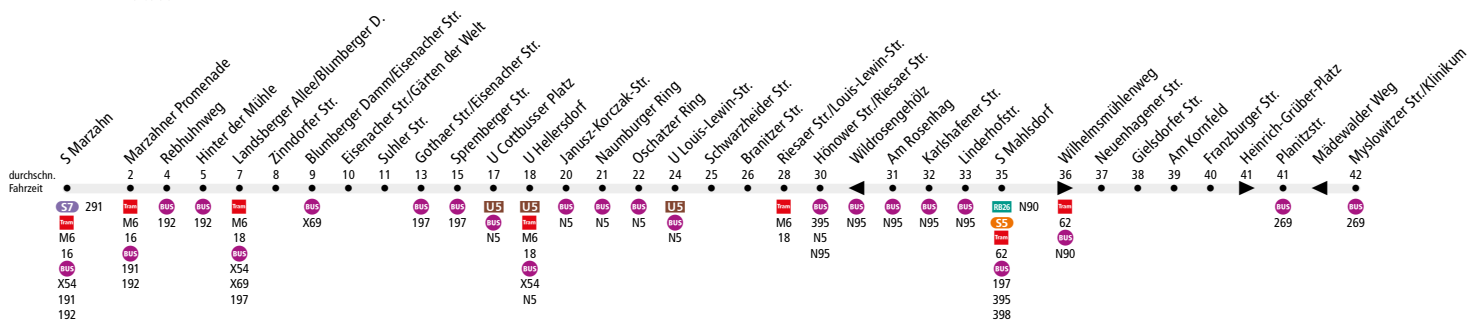 S Marzahn
Marzahner Promenade
Rebhuhnweg
Hinter der Mühle
Landsberger Allee/Blumberger D.
Zinndorfer Str.
Blumberger Damm/Eisenacher Str.
Eisenacher Str./Gärten der Welt
Suhler Str.
Gothaer Str./Eisenacher Str.
Spremberger Str.
U Cottbusser Platz
U Hellersdorf
Janusz-Korczak-Str.
Naumburger Ring
Oschatzer Ring
U Louis-Lewin-Str.
Schwarzheider Str.
Branitzer Str.
Riesaer Str./Louis-Lewin-Str.
Hönower Str./Riesaer Str.
Wildrosengehölz
Am Rosenhag
Karlshafener Str.
Linderhofstr.
S Mahlsdorf
Wilhelmsmühlenweg
Neuenhagener Str.
Gielsdorfer Str.
Am Kornfeld
Franzburger Str.
Heinrich-Grüber-Platz
Planitzstr.
Mädewalder Weg
Myslowitzer Str./Klinikum
durchschn. 2 4 5 7 8 9 10 11 13 15 17 18 20 21 22 24 25 26 28 30 31 32 33 35 36 37 38 39 40 41 41 42
Fahrzeit
S7 291 Tram BUS BUS Tram BUS BUS BUS U5 U5 BUS BUS BUS U5 Tram BUS BUS BUS BUS BUS RB26 N90 Tram BUS BUS
Tram M6 192 192 M6 X69 197 197 BUS Tram N5 N5 N5 BUS M6 395 N95 N95 N95 N95 S5 62 269 269
M6 16 18 N5 M6 N5 18 N5 Tram BUS
16 BUS BUS 18 N95 62 N90
BUS 191 X54 BUS BUS
X54 192 X69 X54 197
191 197 N5 395
192 398